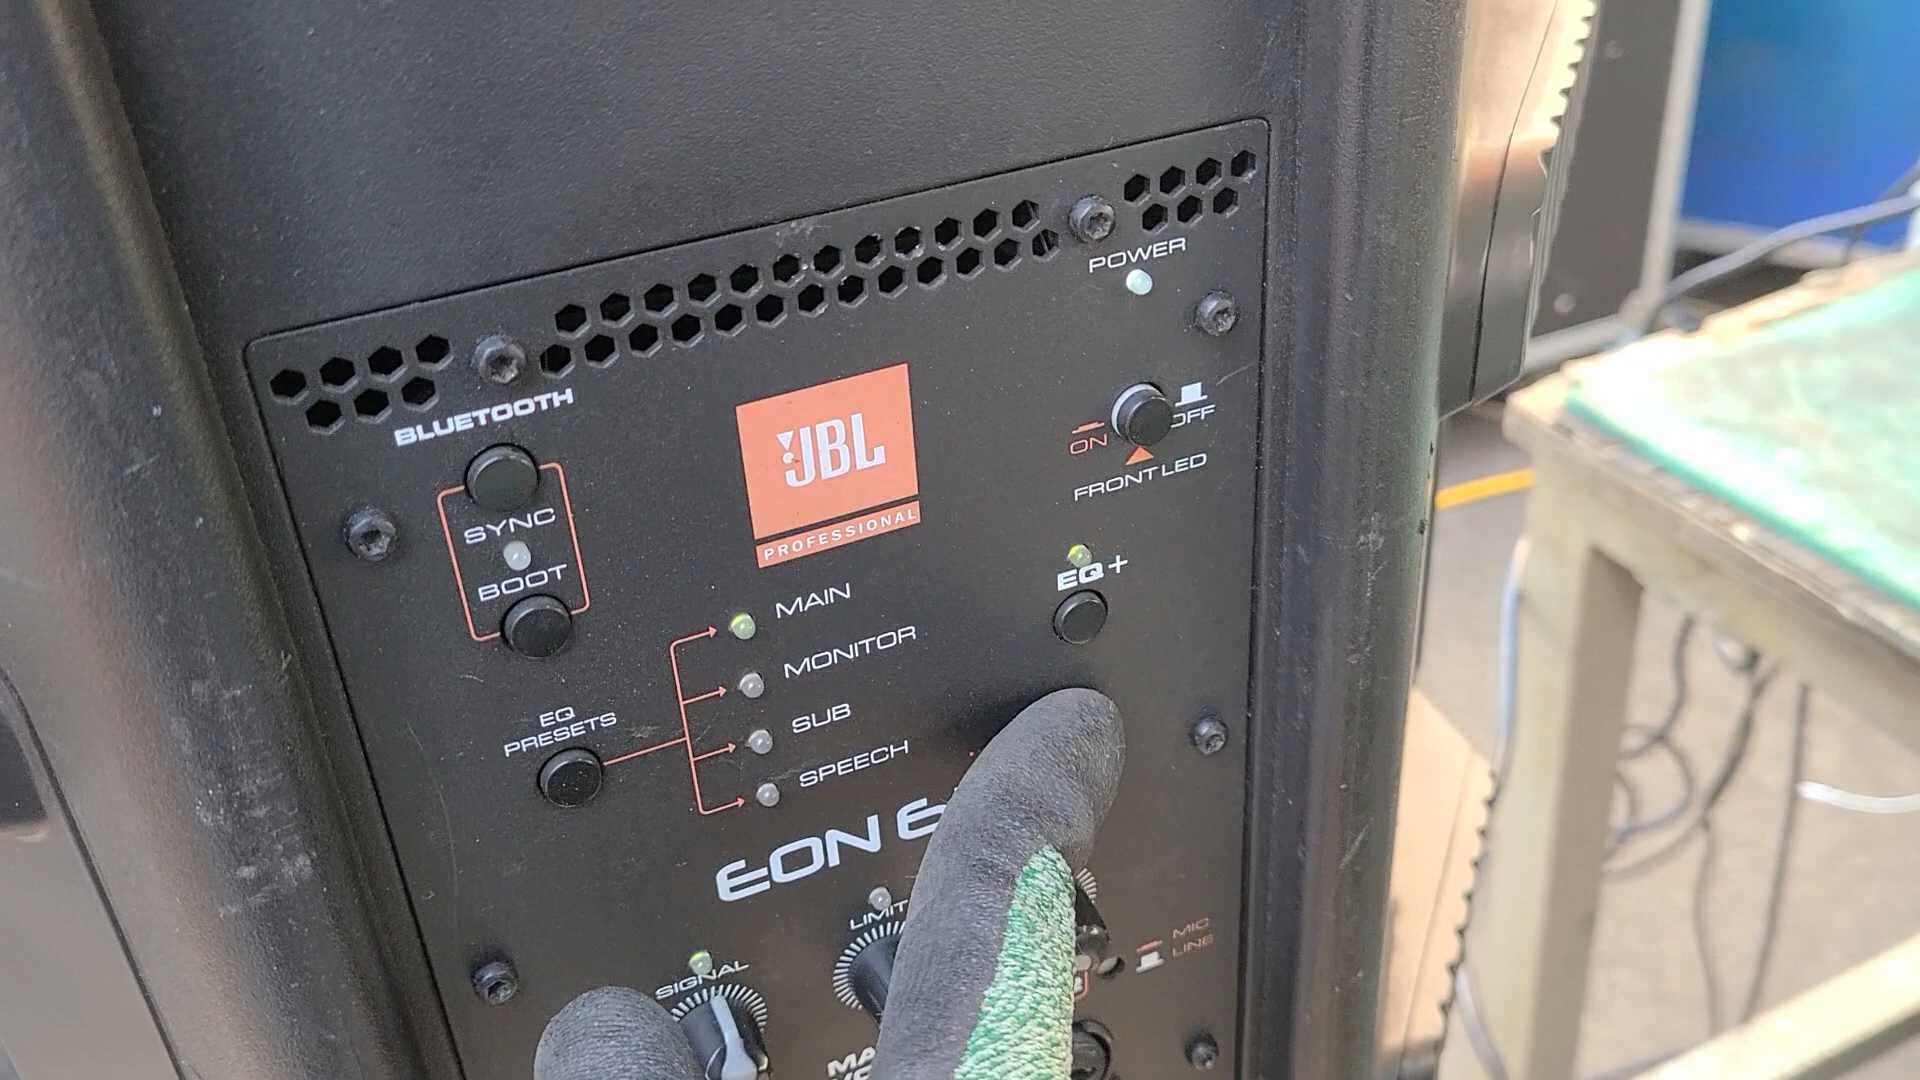 POWER
BLUETOOTH
ON
OFF
FRONT LED
JBL
PROFESSIONAL
SYNC
BOOT
EQ+
MAIN
MONITOR
SUB
SPEECH
EQ
PRESETS
EON
SIGNAL
MIC
LINE